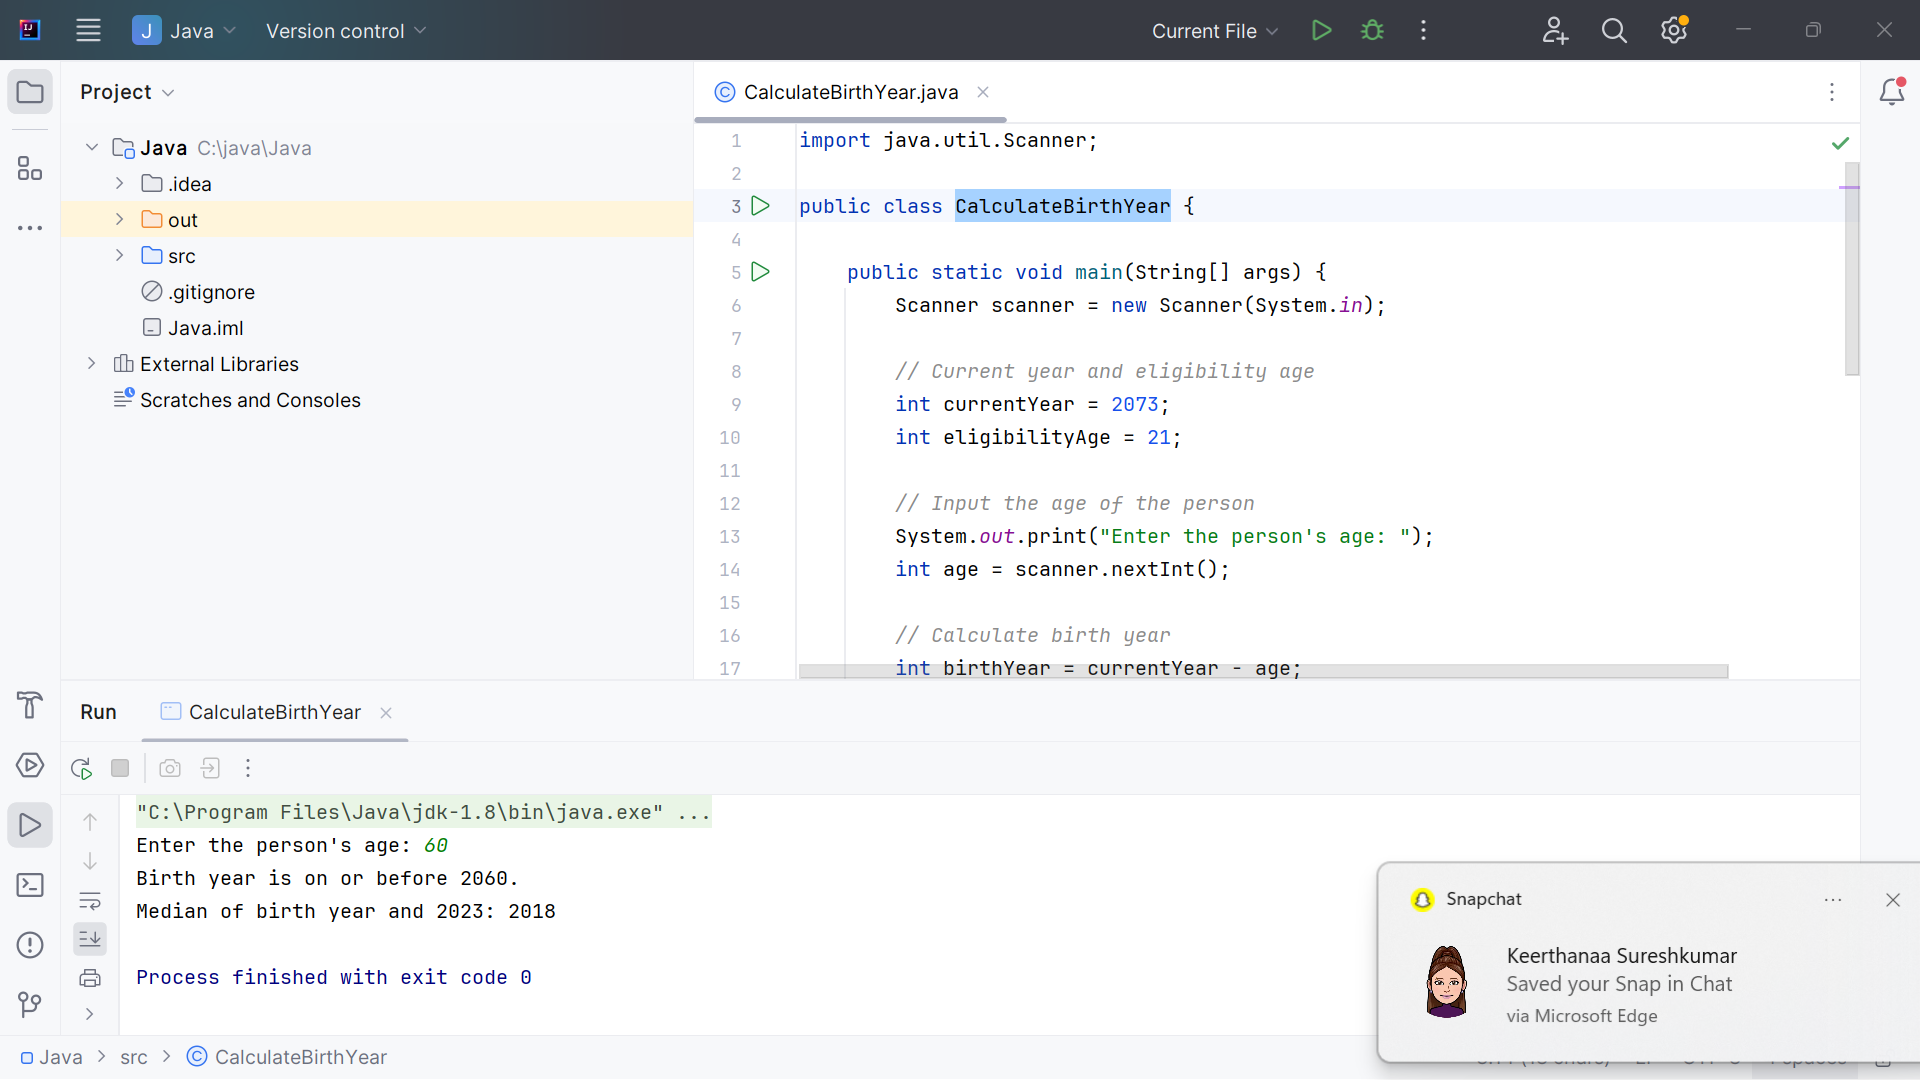 J Java Version control Current File
Project
CalculateBirthYear.java
Java C:\java\Java
.idea
out
src
.gitignore
Java.iml
External Libraries
Scratches and Consoles
1 import java.util.Scanner;
2
3 public class CalculateBirthYear {
4
5 public static void main(String[] args) {
6 Scanner scanner = new Scanner(System.in);
7
8 // Current year and eligibility age
9 int currentYear = 2073;
10 int eligibilityAge = 21;
11
12 // Input the age of the person
13 System.out.print("Enter the person's age: ");
14 int age = scanner.nextInt();
15
16 // Calculate birth year
17 int birthYear = currentYear - age;
Run CalculateBirthYear
"C:\Program Files\Java\jdk-1.8\bin\java.exe" ...
Enter the person's age: 60
Birth year is on or before 2060.
Median of birth year and 2023: 2018
Process finished with exit code 0
Snapchat
Keerthanaa Sureshkumar
Saved your Snap in Chat
via Microsoft Edge
Java > src > CalculateBirthYear